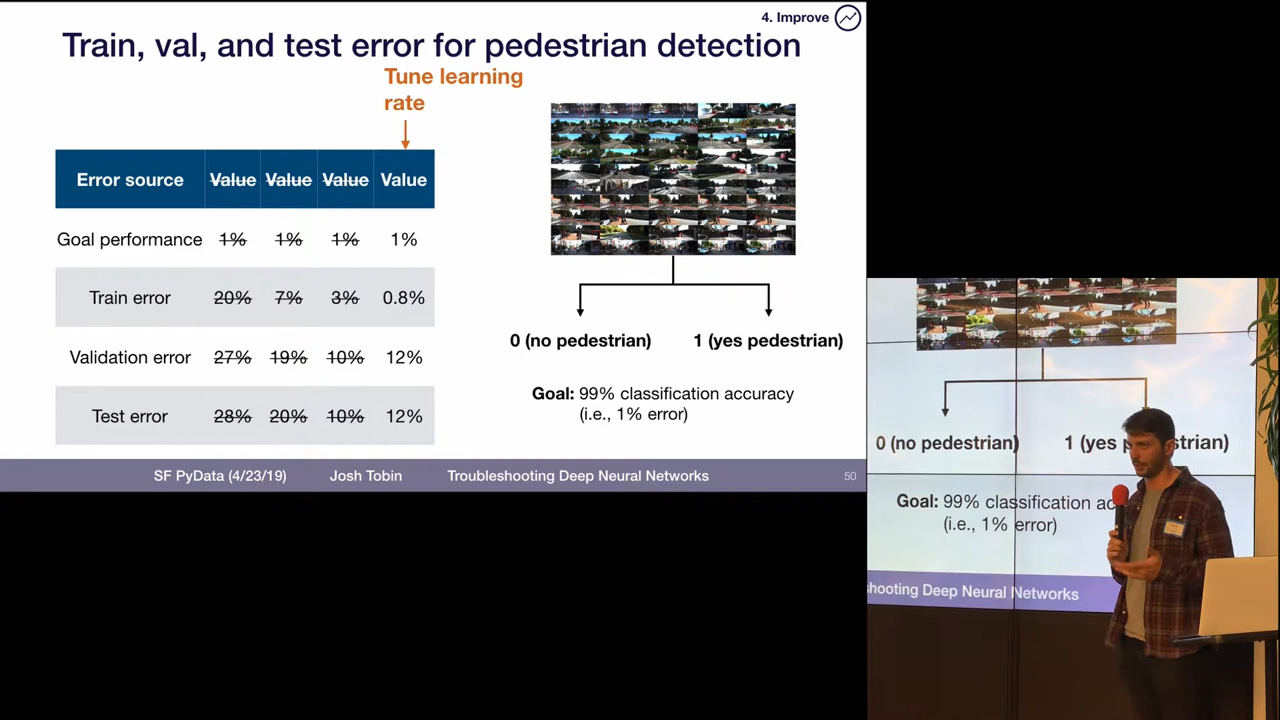 4. Improve
Train, val, and test error for pedestrian detection
Tune learning
rate
Error source Value Value Value Value
Goal performance 1% 1% 1% 1%
Train error 20% 7% 3% 0.8%
Validation error 27% 19% 10% 12%
Test error 28% 20% 10% 12%
0 (no pedestrian) 1 (yes pedestrian)
Goal: 99% classification accuracy
(i.e., 1% error)
SF PyData (4/23/19) Josh Tobin Troubleshooting Deep Neural Networks 50
0 (no pedestrian) 1 (yes p strian)
Goal: 99% classification ac
(i.e., 1% error)
shooting Deep Neural Networks